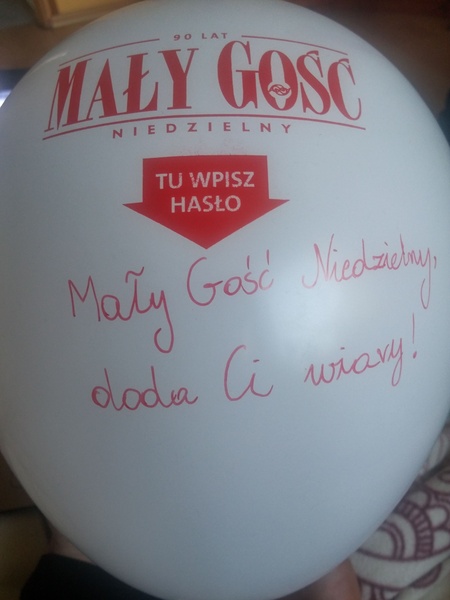 90 LAT
MAŁY GOŚĆ
NIEDZIELNY
TU WPISZ
HASŁO
Mały Gość Niedzielny,
doda Ci wiary!